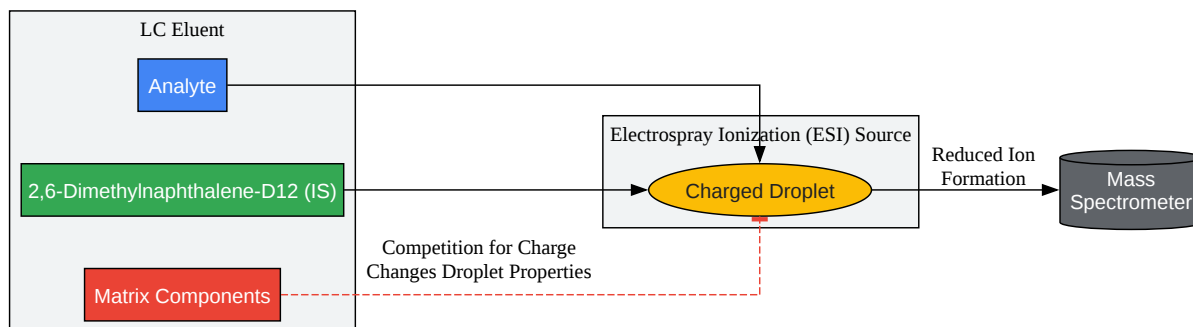 LC Eluent
Analyte
Electrospray Ionization (ESI) Source
2,6-Dimethylnaphthalene-D12 (IS)
Charged Droplet
Reduced Ion
Formation
Mass
Spectrometer
Competition for Charge
Changes Droplet Properties
Matrix Components